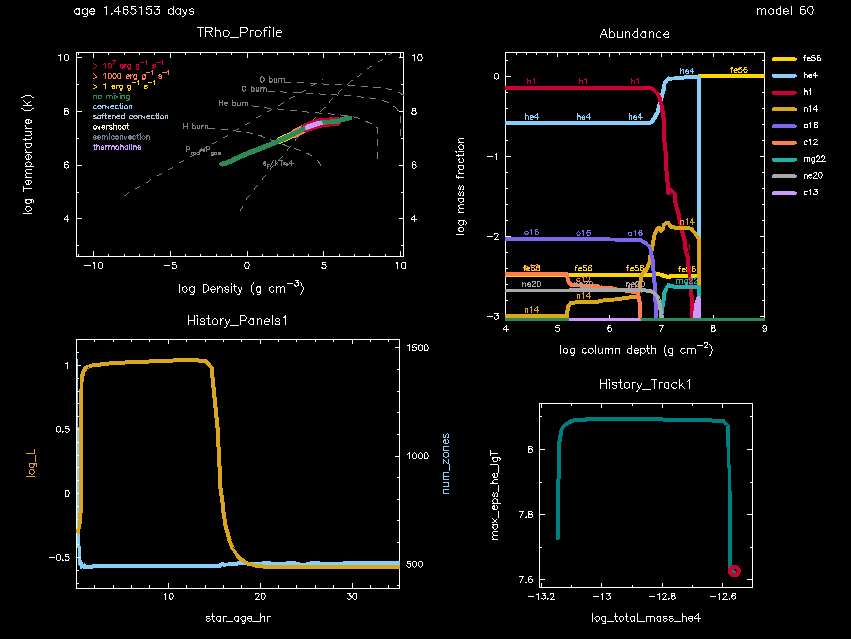 age 1.465153 days
model 60
TRho_Profile
> 10^7 erg g^-1 s^-1
> 1000 erg g^-1 s^-1
> 1 erg g^-1 s^-1
no mixing
convection
softened convection
overshoot
semiconvection
thermohaline
O burn
C burn
He burn
H burn
10
8
6
4
10
8
6
4
−10
−5
0
5
10
log Temperature (K)
log Density (g cm^-3)
Abundance
h1 h1 h1
he4
fe56
he4 he4 he4
o16 o16 o16
n14
fe56 fe56
ne20
n14 n14
0
−1
−2
−3
4 5 6 7 8 9
log mass fraction
log column depth (g cm^-2)
fe56
he4
h1
n14
o16
c12
mg22
ne20
c13
History_Panels1
1
0.5
0
−0.5
1500
1000
500
10 20 30
log_L
num_zones
star_age_hr
History_Track1
8
7.8
7.6
−13.2 −13 −12.8 −12.6
max_eps_he_lgT
log_total_mass_he4